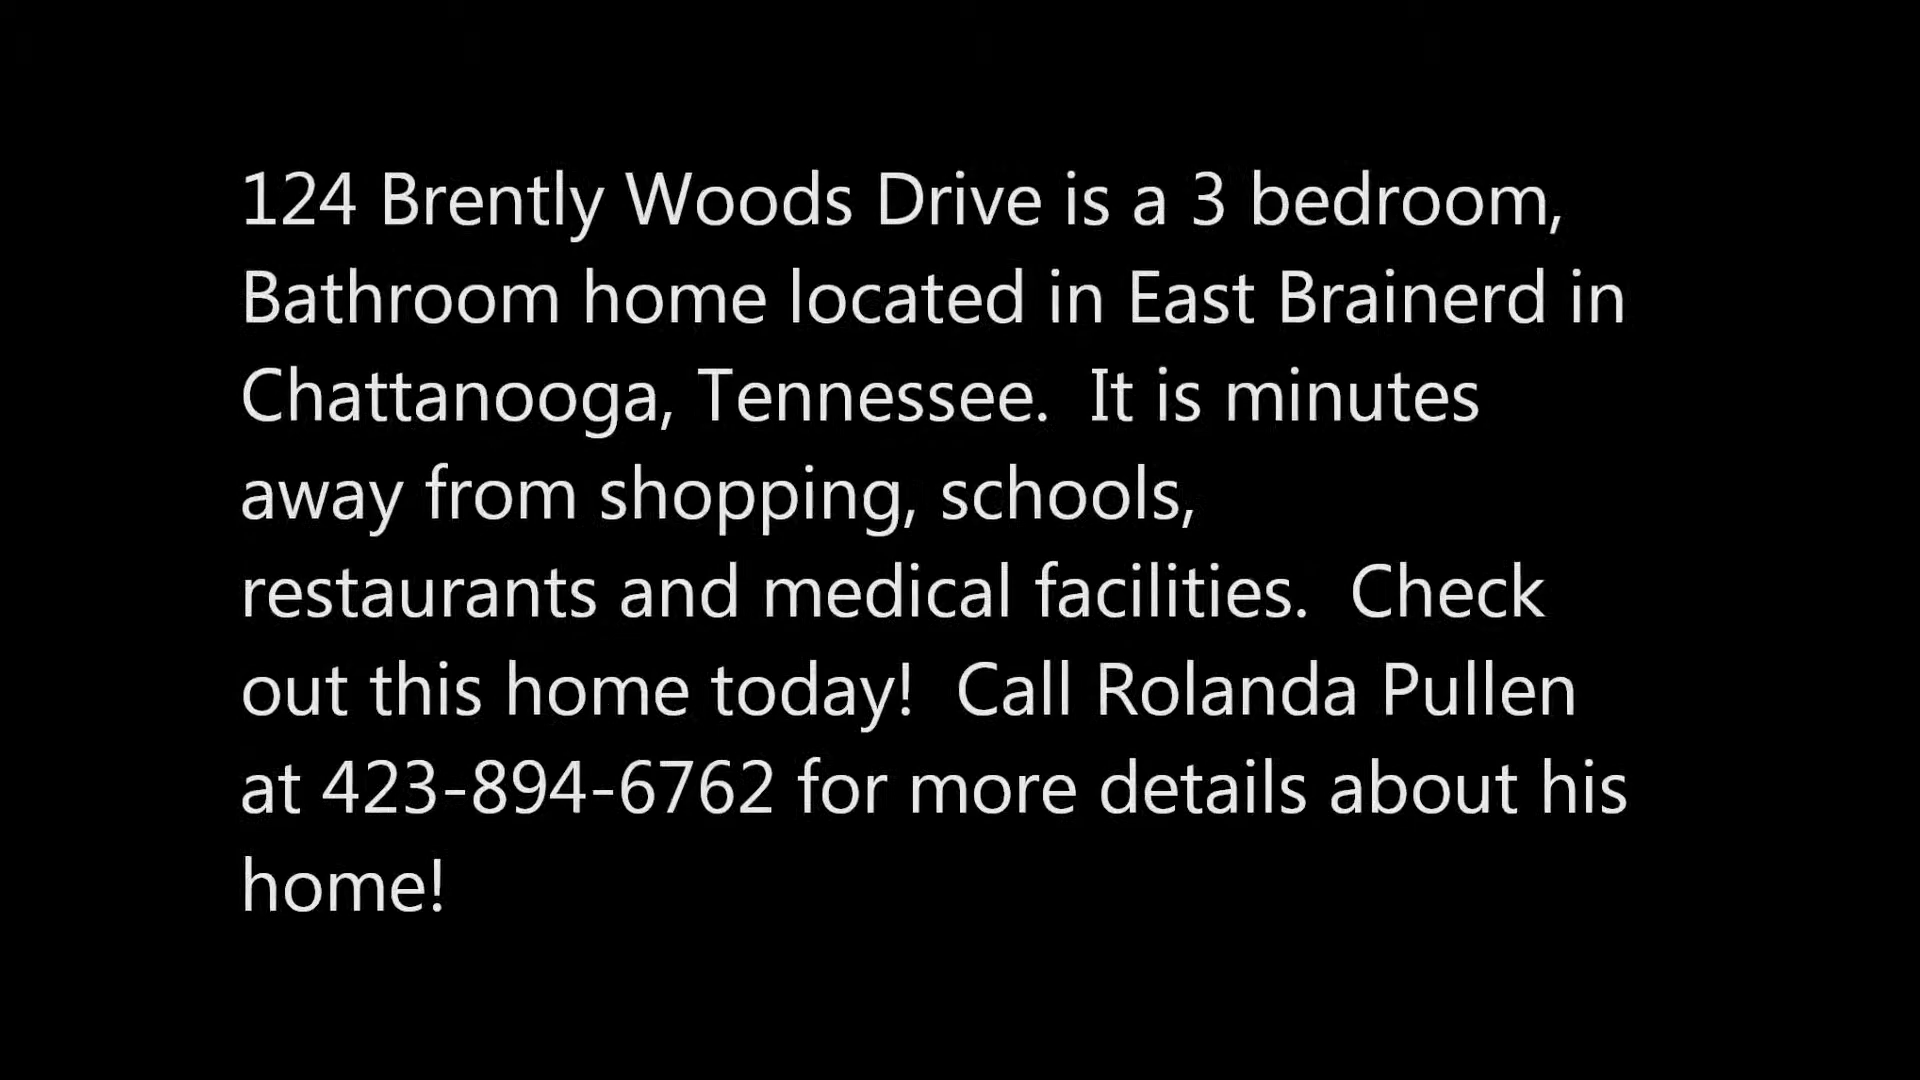 124 Brently Woods Drive is a 3 bedroom,
Bathroom home located in East Brainerd in
Chattanooga, Tennessee.  It is minutes
away from shopping, schools,
restaurants and medical facilities.  Check
out this home today!  Call Rolanda Pullen
at 423-894-6762 for more details about his
home!